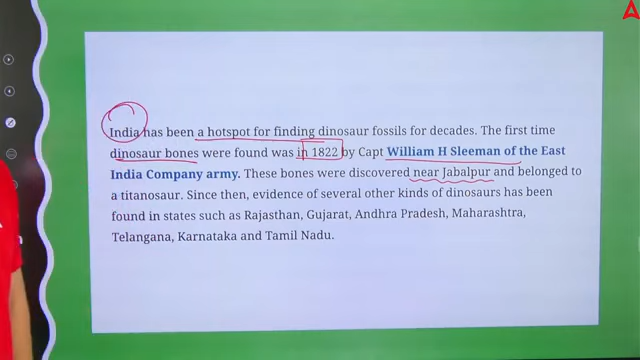 India has been a hotspot for finding dinosaur fossils for decades. The first time
dinosaur bones were found was in 1822 by Capt William H Sleeman of the East
India Company army. These bones were discovered near Jabalpur and belonged to
a titanosaur. Since then, evidence of several other kinds of dinosaurs has been
found in states such as Rajasthan, Gujarat, Andhra Pradesh, Maharashtra,
Telangana, Karnataka and Tamil Nadu.